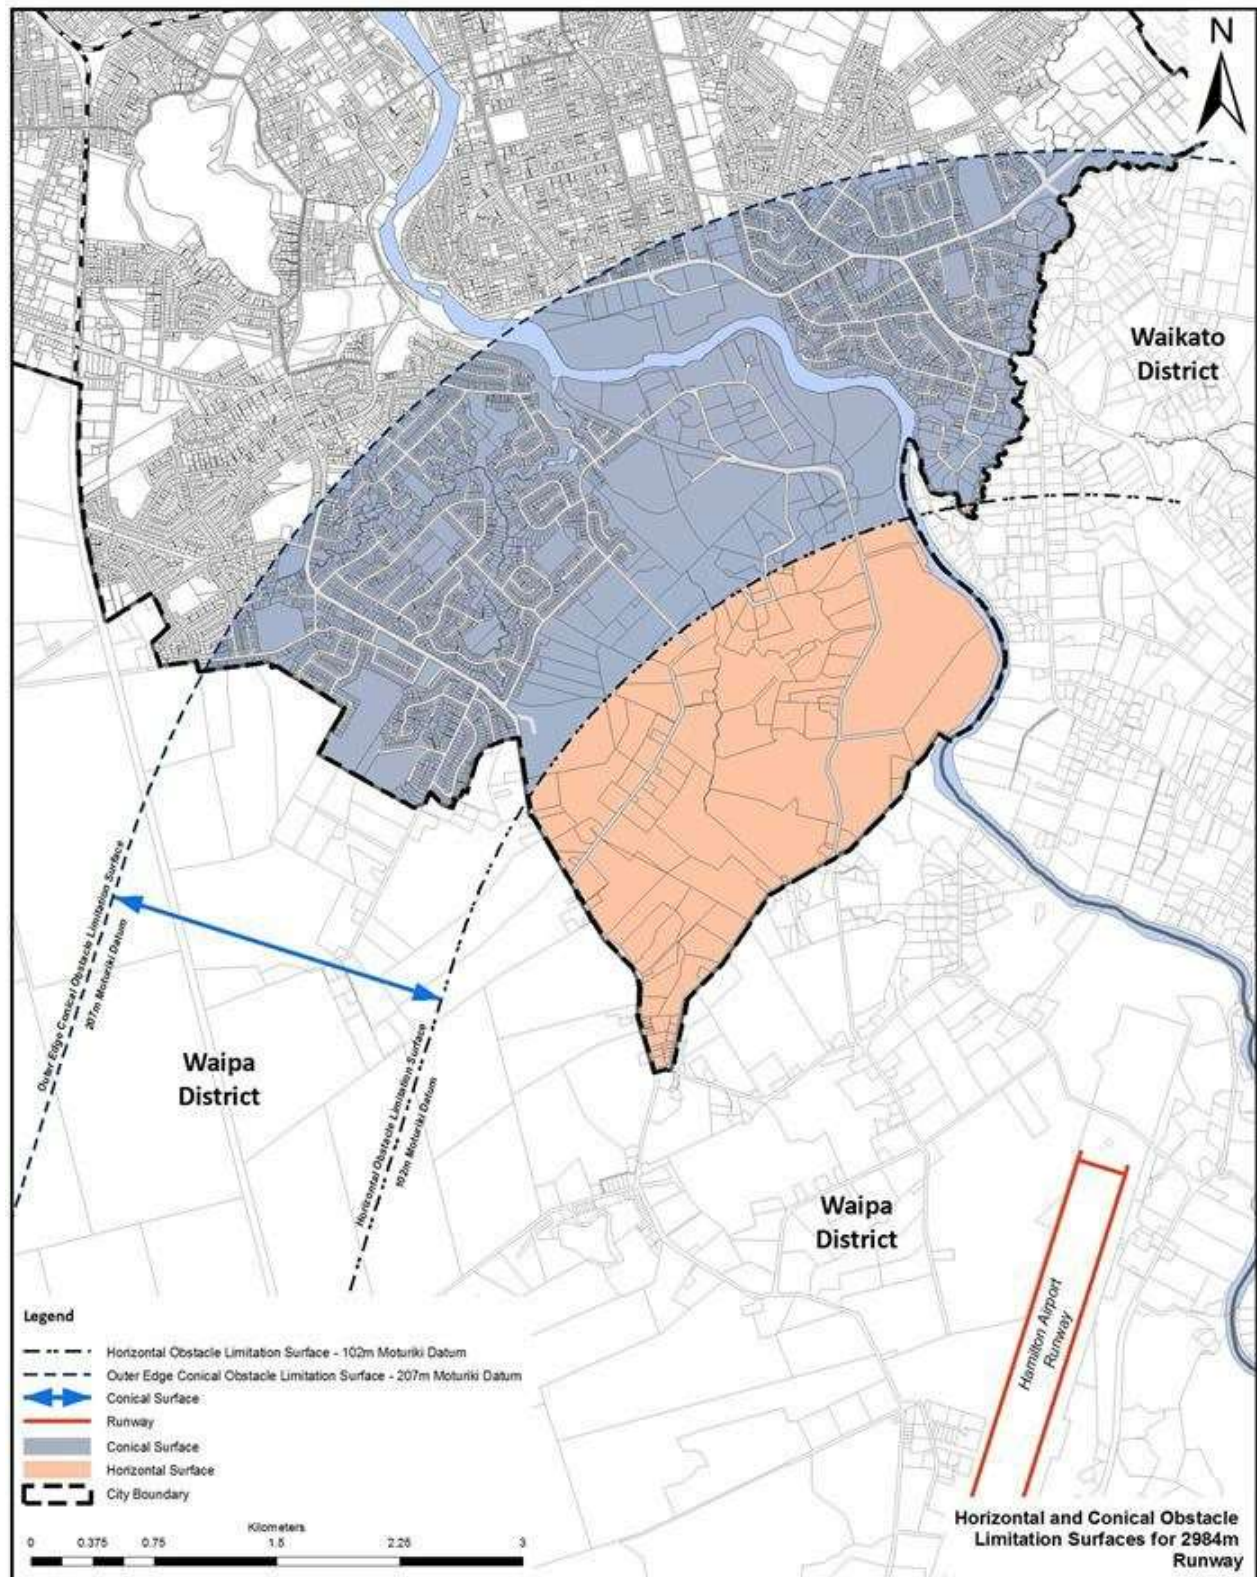 N
Waikato
District
Outer Edge Conical Obstacle Limitation Surface
207m Moturiki Datum
Horizontal Obstacle Limitation Surface
102m Moturiki Datum
Waipa
District
Waipa
District
Hamilton Airport
Runway
Legend
Horizontal Obstacle Limitation Surface - 102m Moturiki Datum
Outer Edge Conical Obstacle Limitation Surface - 207m Moturiki Datum
Conical Surface
Runway
Conical Surface
Horizontal Surface
City Boundary
Kilometers
0 0.375 0.75 1.5 2.25 3
Horizontal and Conical Obstacle
Limitation Surfaces for 2984m
Runway